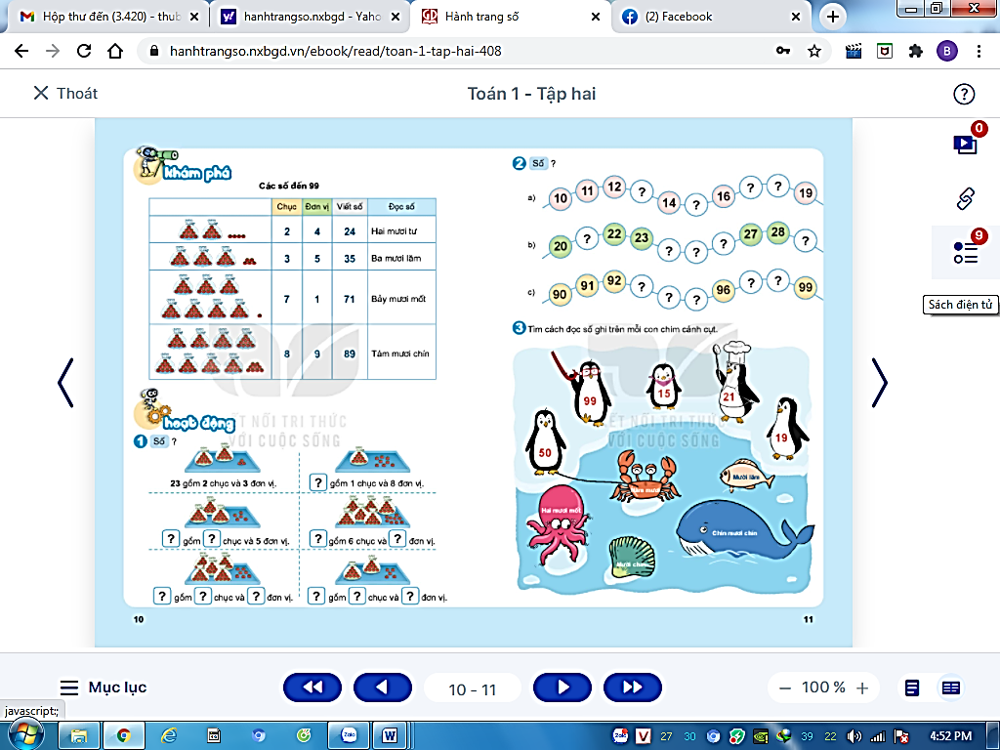 Hộp thư đến (3.420) - thub
hanhtrangso.nxbgd - Yaho
Hành trang số
(2) Facebook
hanhtrangso.nxbgd.vn/ebook/read/toan-1-tap-hai-408
B
Thoát
Toán 1 - Tập hai
?
0
9
Sách điện tử
khám phá
Các số đến 99
Chục Đơn vị Viết số Đọc số
2 4 24 Hai mươi tư
3 5 35 Ba mươi lăm
7 1 71 Bảy mươi mốt
8 9 89 Tám mươi chín
KẾT NỐI TRI THỨC
VỚI CUỘC SỐNG
hoạt động
1 Số ?
23 gồm 2 chục và 3 đơn vị.
? gồm 1 chục và 8 đơn vị.
? gồm ? chục và 5 đơn vị.
? gồm 6 chục và ? đơn vị.
? gồm ? chục và ? đơn vị.
? gồm ? chục và ? đơn vị.
10
2 Số ?
a) 10 11 12 ? 14 ? 16 ? ? 19
b) 20 ? 22 23 ? ? ? 27 28 ?
c) 90 91 92 ? ? ? 96 ? ? 99
3 Tìm cách đọc số ghi trên mỗi con chim cánh cụt.
99
15
21
50
19
KẾT NỐI TRI THỨC
VỚI CUỘC SỐNG
Năm mươi
Mười lăm
Hai mươi mốt
Chín mươi chín
Mười chín
11
Mục lục
10 - 11
100 %
javascript:;
Zalo
W
Zalo
V
27
30
39
22
4:52 PM